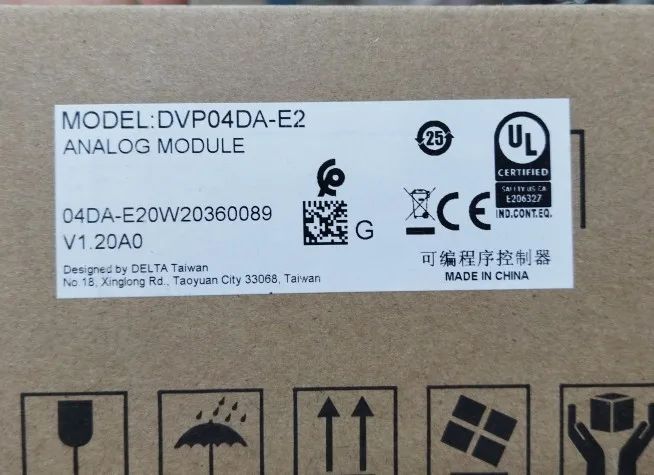 MODEL:DVP04DA-E2
ANALOG MODULE
25
UL
CERTIFIED
SAFETY US-CA
E206327
IND.CONT.EQ.
CE
04DA-E20W20360089
G
V1.20A0
可编程序控制器
MADE IN CHINA
Designed by DELTA Taiwan
No.18, Xinglong Rd., Taoyuan City 33068, Taiwan